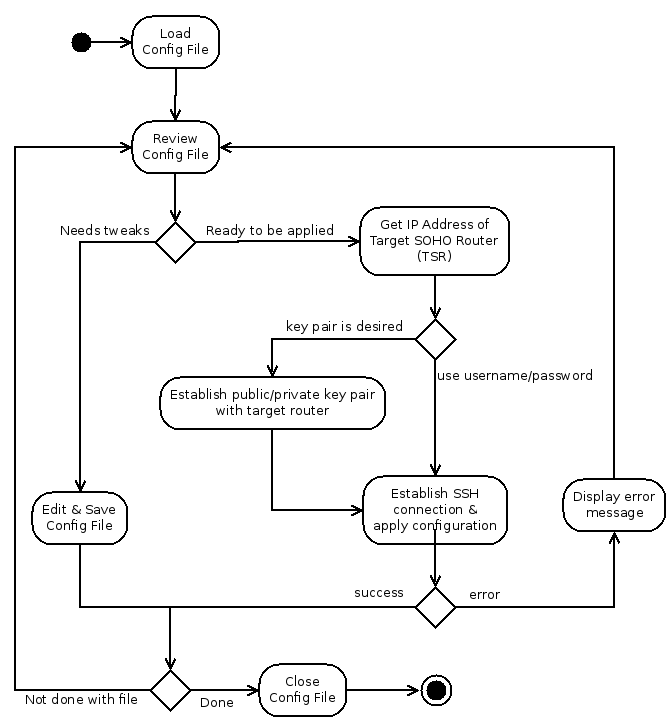 Load
Config File
Review
Config File
Needs tweaks
Ready to be applied
Get IP Address of
Target SOHO Router
(TSR)
key pair is desired
use username/password
Establish public/private key pair
with target router
Establish SSH
connection &
apply configuration
Edit & Save
Config File
Display error
message
success
error
Not done with file
Done
Close
Config File